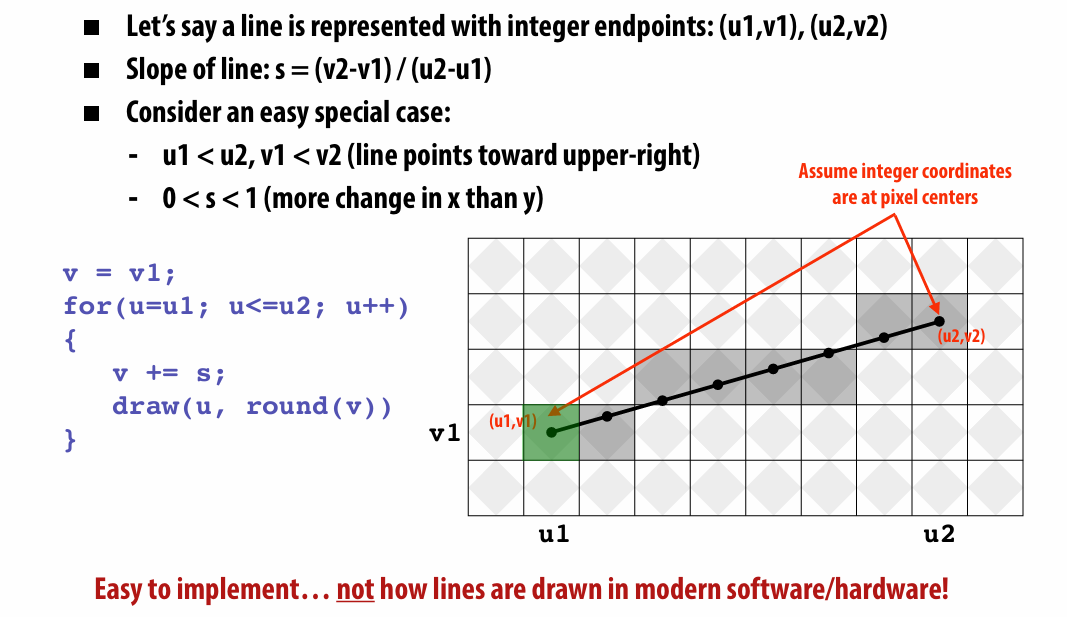 ■ Let’s say a line is represented with integer endpoints: (u1,v1), (u2,v2)
■ Slope of line: s = (v2-v1) / (u2-u1)
■ Consider an easy special case:
- u1 < u2, v1 < v2 (line points toward upper-right)
- 0 < s < 1 (more change in x than y)
Assume integer coordinates
are at pixel centers
v = v1;
for(u=u1; u<=u2; u++)
{
v += s;
draw(u, round(v))
}
(u2,v2)
(u1,v1)
v1
u1
u2
Easy to implement… not how lines are drawn in modern software/hardware!